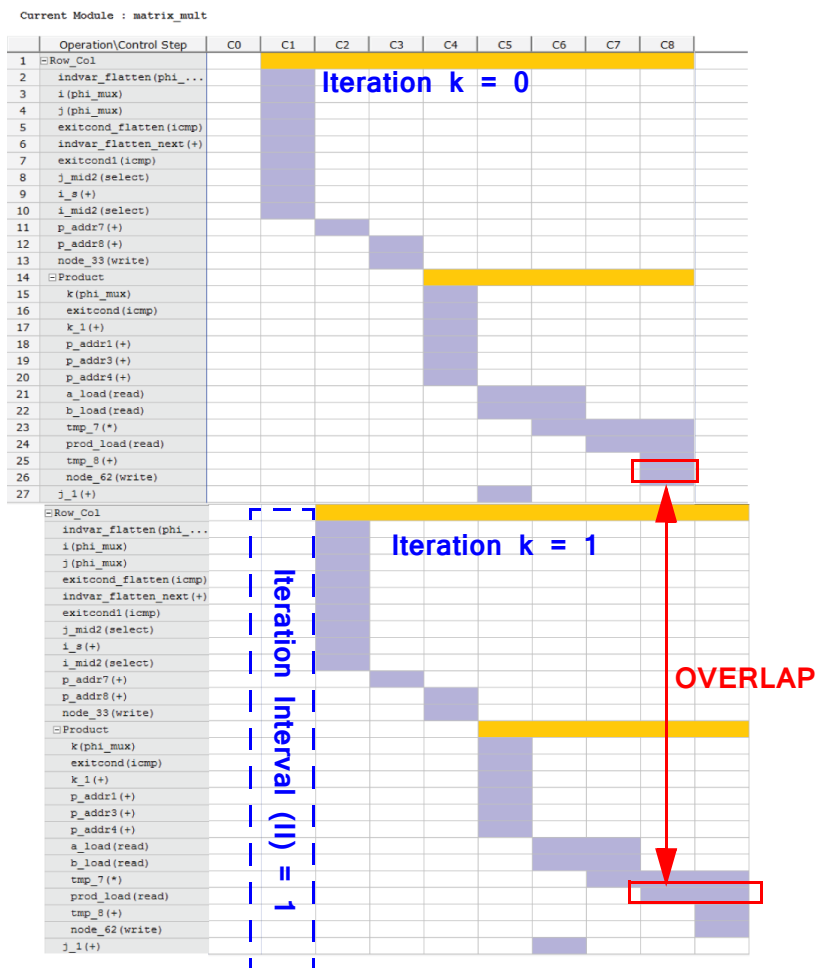 Current Module : matrix_mult
Operation\Control Step C0 C1 C2 C3 C4 C5 C6 C7 C8
1 Row_Col
2 indvar_flatten(phi_...
Iteration k = 0
3 i(phi_mux)
4 j(phi_mux)
5 exitcond_flatten(icmp)
6 indvar_flatten_next(+)
7 exitcond1(icmp)
8 j_mid2(select)
9 i_s(+)
10 i_mid2(select)
11 p_addr7(+)
12 p_addr8(+)
13 node_33(write)
14 Product
15 k(phi_mux)
16 exitcond(icmp)
17 k_1(+)
18 p_addr1(+)
19 p_addr3(+)
20 p_addr4(+)
21 a_load(read)
22 b_load(read)
23 tmp_7(*)
24 prod_load(read)
25 tmp_8(+)
26 node_62(write)
27 j_1(+)
Row_Col
indvar_flatten(phi_...
i(phi_mux)
Iteration k = 1
j(phi_mux)
exitcond_flatten(icmp)
indvar_flatten_next(+)
exitcond1(icmp)
j_mid2(select)
i_s(+)
i_mid2(select)
p_addr7(+)
p_addr8(+)
node_33(write)
Product
k(phi_mux)
exitcond(icmp)
k_1(+)
p_addr1(+)
p_addr3(+)
p_addr4(+)
a_load(read)
b_load(read)
tmp_7(*)
prod_load(read)
tmp_8(+)
node_62(write)
j_1(+)
Iteration Interval (II) = 1
OVERLAP